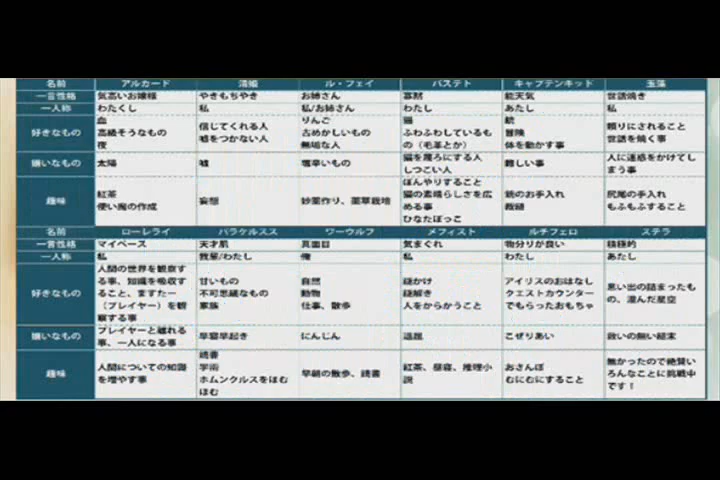 名前 アルカード 清姫 ル・フェイ バステト キャプテンキッド 玉藻
一言性格 気高いお嬢様 やきもちやき お姉さん 寡黙 能天気 世話焼き
一人称 わたくし 私 私/お姉さん わたし あたし 私
好きなもの 血 高級そうなもの 夜 信じてくれる人 嘘をつかない人 りんご 古めかしいもの 無垢な人 猫 ふわふわしているもの（毛革とか） 銃 冒険 体を動かす事 頼りにされること 世話を焼く事
嫌いなもの 太陽 嘘 塩辛いもの 猫を蔑ろにする人 しつこい人 難しい事 人に迷惑をかけてしまう事
趣味 紅茶 使い魔の作成 妄想 妙薬作り、薬草栽培 ぼんやりすること 猫の素晴らしさを広める事 ひなたぼっこ 銃のお手入れ 裁縫 尻尾の手入れ もふもふすること
名前 ローレライ パラケルスス ワーウルフ メフィスト ルチフェロ ステラ
一言性格 マイペース 天才肌 真面目 気まぐれ 物分りが良い 積極的
一人称 私 我輩/わたし 俺 私 わたし あたし
好きなもの 人間の世界を観察する事、知識を吸収すること、ますたー（プレイヤー）を観察する事 甘いもの 不可思議なもの 家族 自然 動物 仕事、散歩 謎かけ 謎解き 人をからかうこと アイリスのおはなし クエストカウンターでもらったおもちゃ 思い出の詰まったもの、澄んだ星空
嫌いなもの プレイヤーと離れる事、一人になる事 早寝早起き にんじん 退屈 こぜりあい 救いの無い結末
趣味 人間についての知識を増やす事 読書 学術 ホムンクルスをほむほむ 早朝の散歩、読書 紅茶、昼寝、推理小説 おさんぽ むにむにすること 無かったので絶賛いろんなことに挑戦中です！